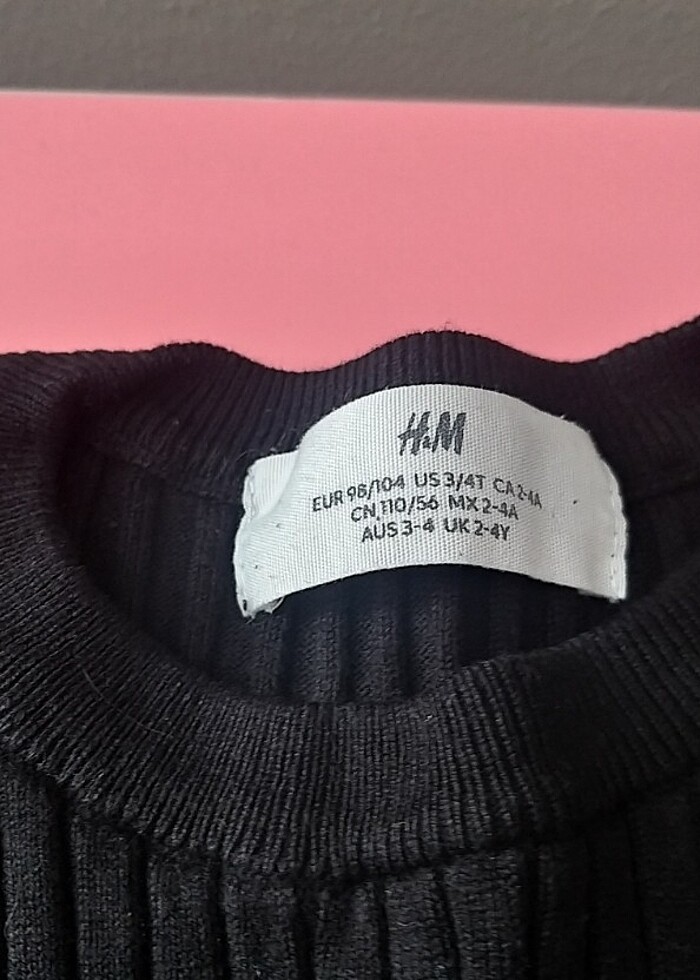 H&M
EUR 98/104 US 3/4T CA 2-4A
CN 110/56 MX 2-4A
AUS 3-4 UK 2-4Y